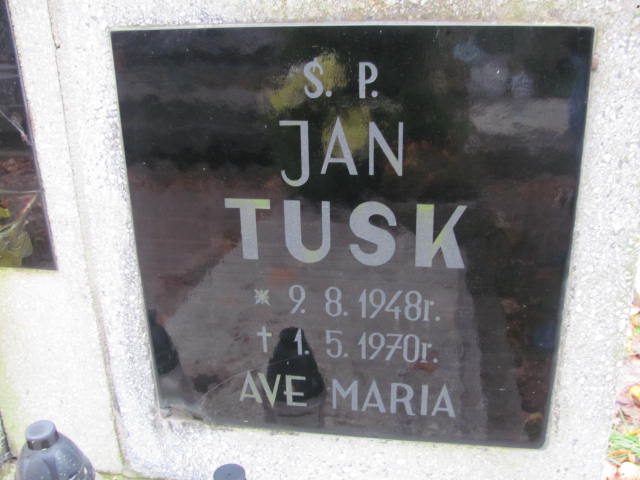 S. P.
JAN
TUSK
* 9. 8. 1948r.
† 1. 5. 1970r.
AVE MARIA